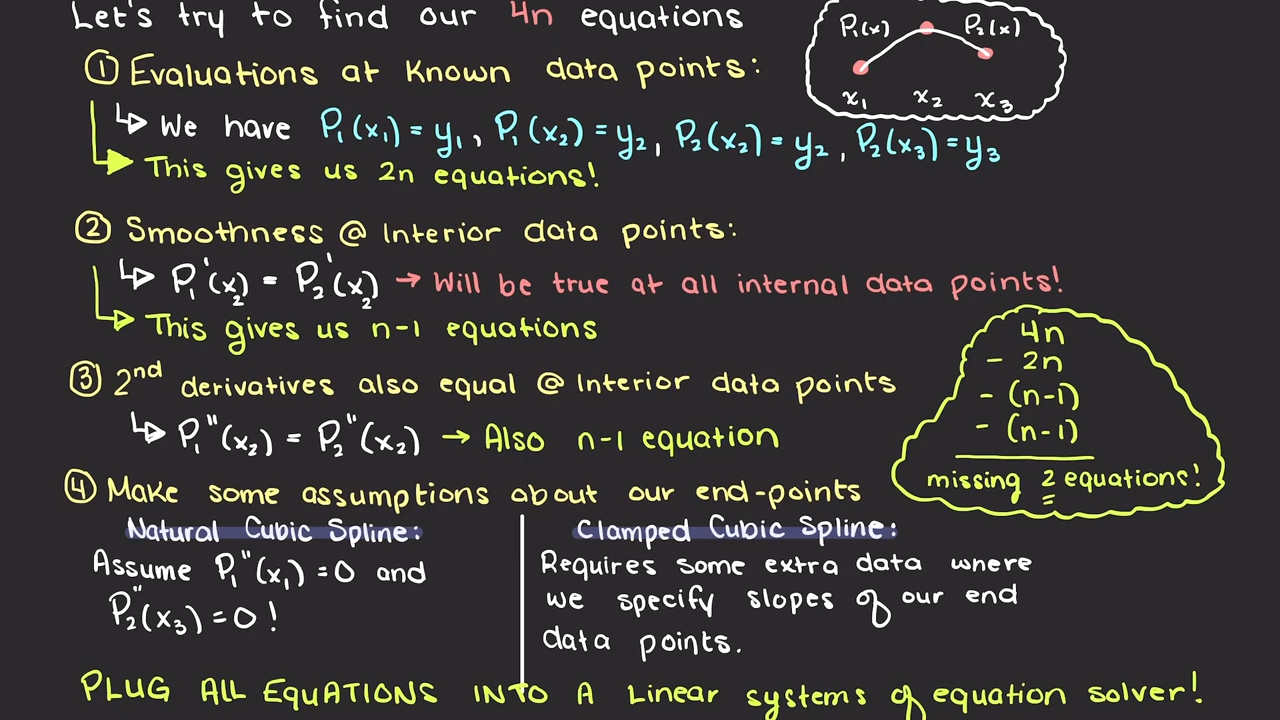 Let's try to find our 4n equations
P₁(x) P₂(x)
x₁ x₂ x₃
① Evaluations at known data points:
We have P₁(x₁) = y₁, P₁(x₂) = y₂, P₂(x₂) = y₂, P₂(x₃) = y₃
This gives us 2n equations!
② Smoothness @ Interior data points:
P₁'(x₂) = P₂'(x₂) → Will be true at all internal data points!
This gives us n-1 equations
4n
- 2n
- (n-1)
- (n-1)
missing 2 equations!
③ 2nd derivatives also equal @ Interior data points
P₁''(x₂) = P₂''(x₂) → Also n-1 equation
④ Make some assumptions about our end-points
Natural Cubic Spline:
Assume P₁''(x₁) = 0 and
P₂''(x₃) = 0 !
Clamped Cubic Spline:
Requires some extra data where
we specify slopes of our end
data points.
PLUG ALL EQUATIONS INTO A Linear systems of equation solver!